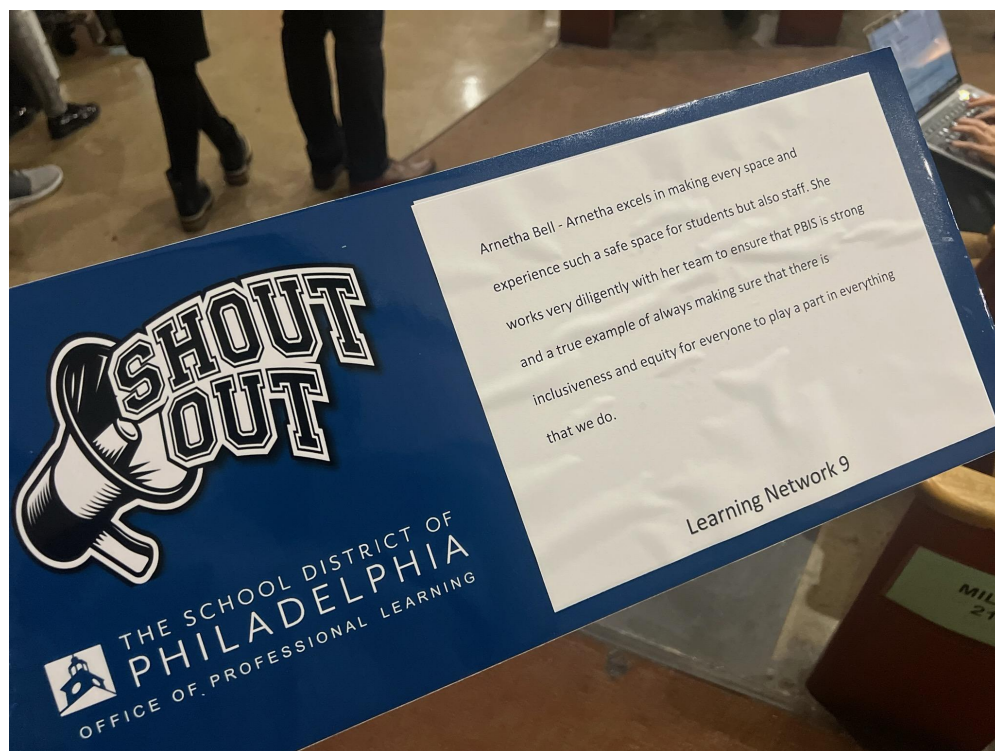 SHOUT
OUT
THE SCHOOL DISTRICT OF
PHILADELPHIA
OFFICE OF PROFESSIONAL LEARNING
Arnetha Bell - Arnetha excels in making every space and
experience such a safe space for students but also staff. She
works very diligently with her team to ensure that PBIS is strong
and a true example of always making sure that there is
inclusiveness and equity for everyone to play a part in everything
that we do.
Learning Network 9